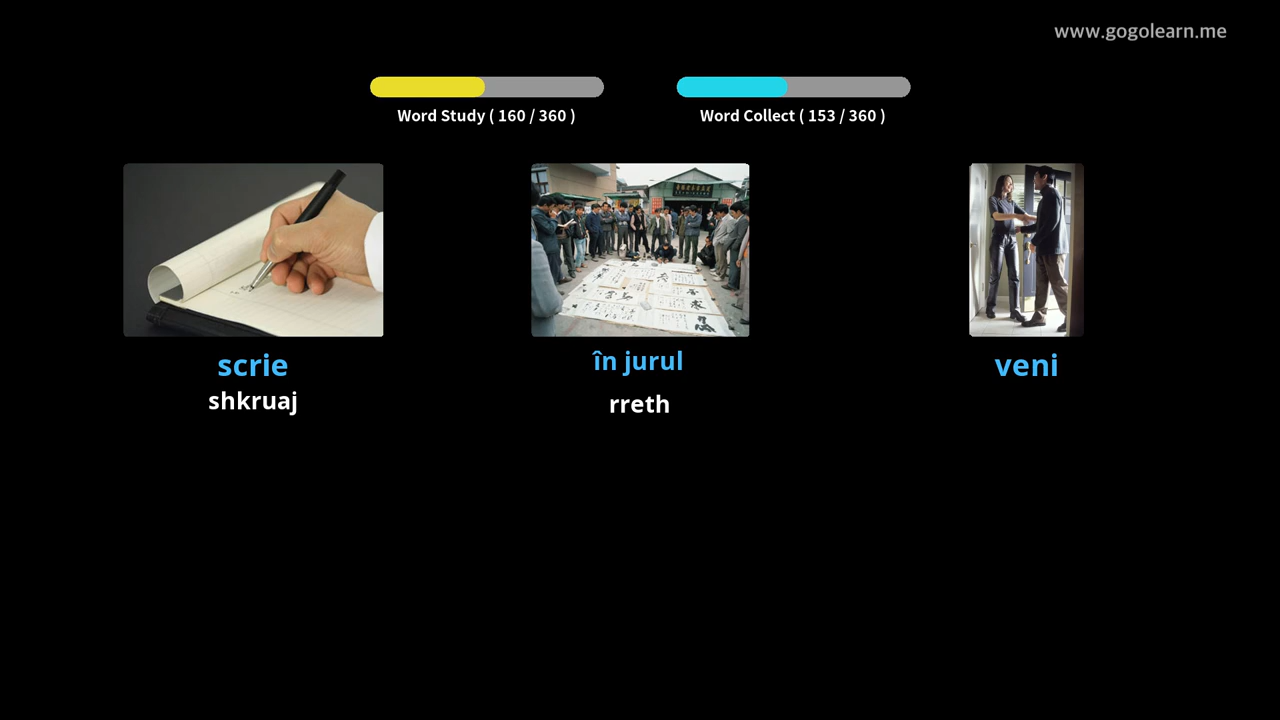 www.gogolearn.me
Word Study ( 160 / 360 )
Word Collect ( 153 / 360 )
scrie
shkruaj
în jurul
rreth
veni